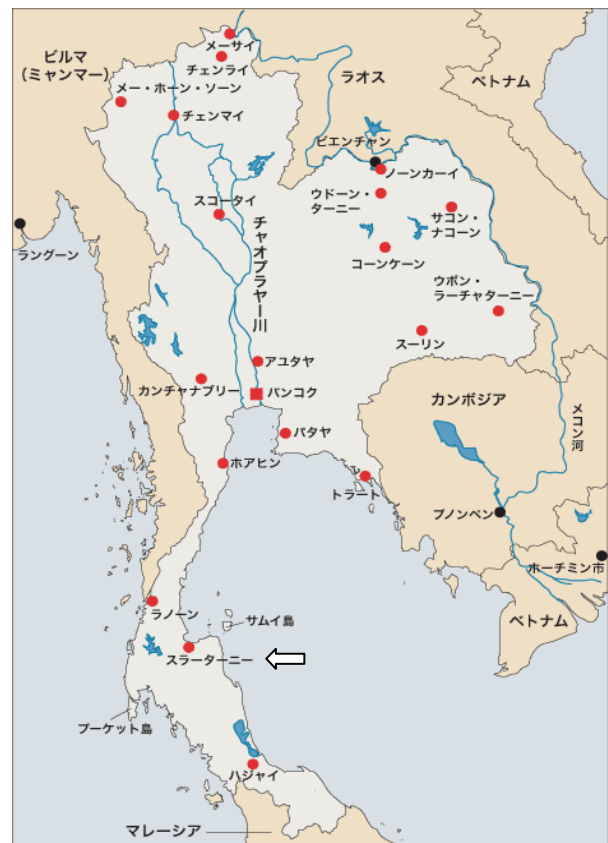 ビルマ
（ミャンマー）
メーサイ
チェンライ
メー・ホーン・ソーン
チェンマイ
ラオス
ベトナム
ビエンチャン
ノーンカーイ
ウドーン・
ターニー
サコン・
ナコーン
スコータイ
チャオプラヤー川
ラングーン
コーンケーン
ウボン・
ラーチャターニー
スーリン
アユタヤ
カンチャナブリー
バンコク
カンボジア
メコン河
パタヤ
ホアヒン
トラート
プノンペン
ホーチミン市
ラノーン
サムイ島
ベトナム
スラーターニー
プーケット島
ハジャイ
マレーシア